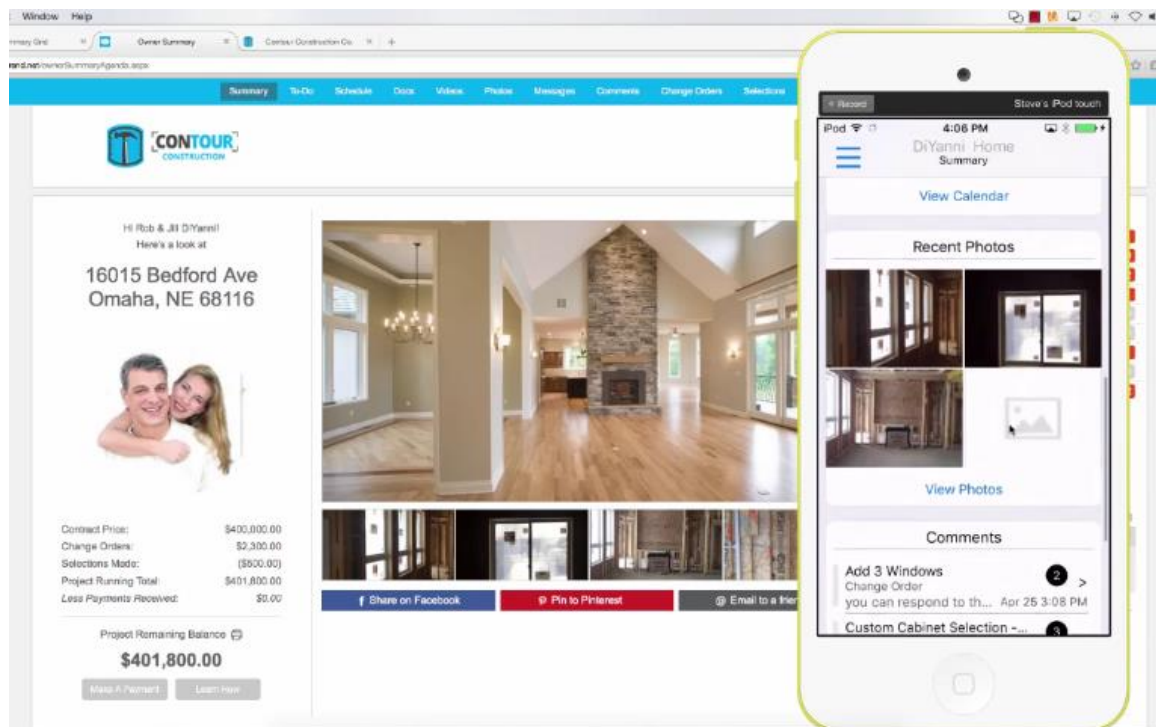 Window Help
Owner Summary
Contour Construction Co.
Summary To-Do Schedule Docs Videos Photos Messages Comments Change Orders Selections
[CONTOUR]
CONSTRUCTION
Hi Rob & Jill DiYanni!
Here's a look at
16015 Bedford Ave
Omaha, NE 68116
Contract Price: $400,000.00
Change Orders: $2,300.00
Selections Made: ($500.00)
Project Running Total: $401,800.00
Less Payments Received: $0.00
Project Remaining Balance
$401,800.00
Make A Payment Learn How
f Share on Facebook
Pin to Pinterest
@ Email to a frien
< Record Steve's iPod touch
iPod 4:06 PM
DiYanni Home
Summary
View Calendar
Recent Photos
View Photos
Comments
Add 3 Windows 2 >
Change Order
you can respond to th... Apr 25 3:08 PM
Custom Cabinet Selection -... 3